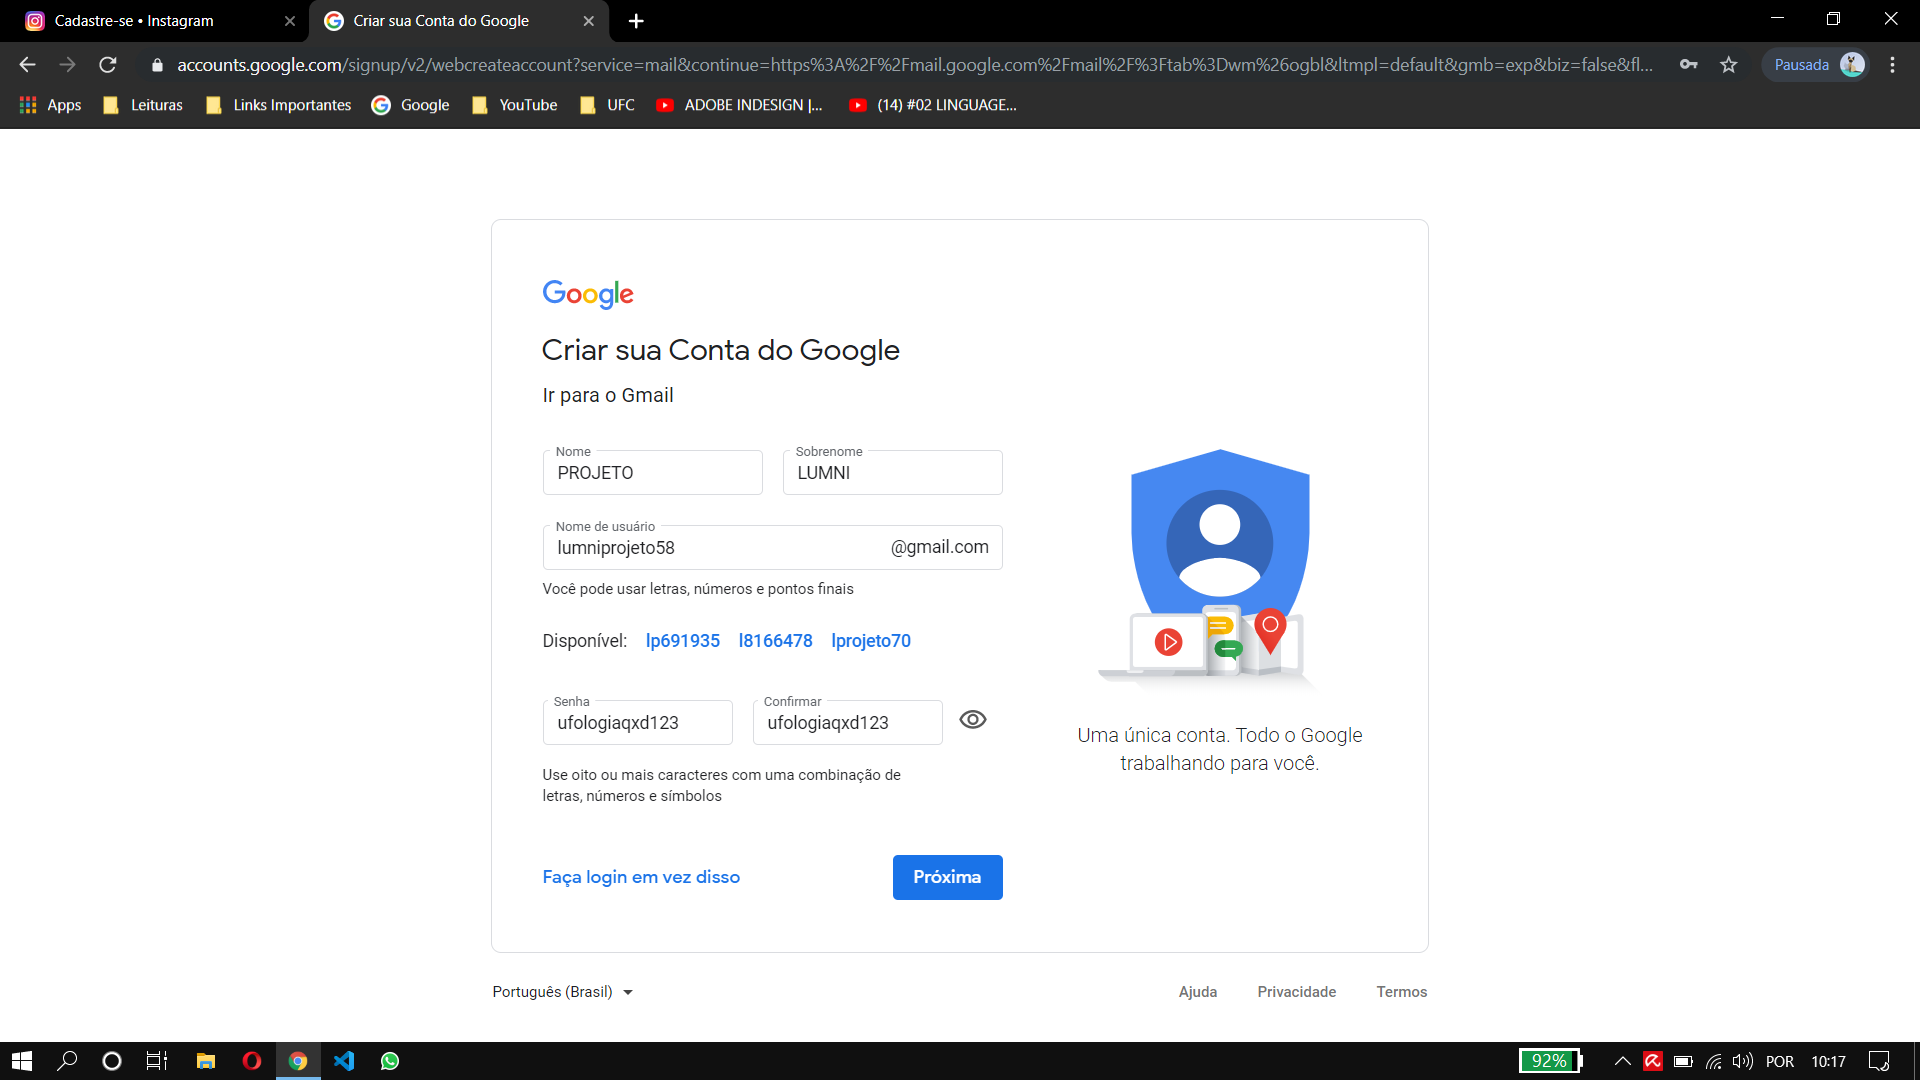 Cadastre-se • Instagram
Criar sua Conta do Google
accounts.google.com/signup/v2/webcreateaccount?service=mail&continue=https%3A%2F%2Fmail.google.com%2Fmail%2F%3Ftab%3Dwm%26ogbl&ltmpl=default&gmb=exp&biz=false&fl...
Pausada
Apps
Leituras
Links Importantes
Google
YouTube
UFC
ADOBE INDESIGN |...
(14) #02 LINGUAGE...
Google
Criar sua Conta do Google
Ir para o Gmail
Nome
PROJETO
Sobrenome
LUMNI
Nome de usuário
lumniprojeto58
@gmail.com
Você pode usar letras, números e pontos finais
Disponível: lp691935 l8166478 lprojeto70
Senha
ufologiaqxd123
Confirmar
ufologiaqxd123
Use oito ou mais caracteres com uma combinação de
letras, números e símbolos
Faça login em vez disso
Próxima
Uma única conta. Todo o Google
trabalhando para você.
Português (Brasil)
Ajuda
Privacidade
Termos
92%
POR
10:17